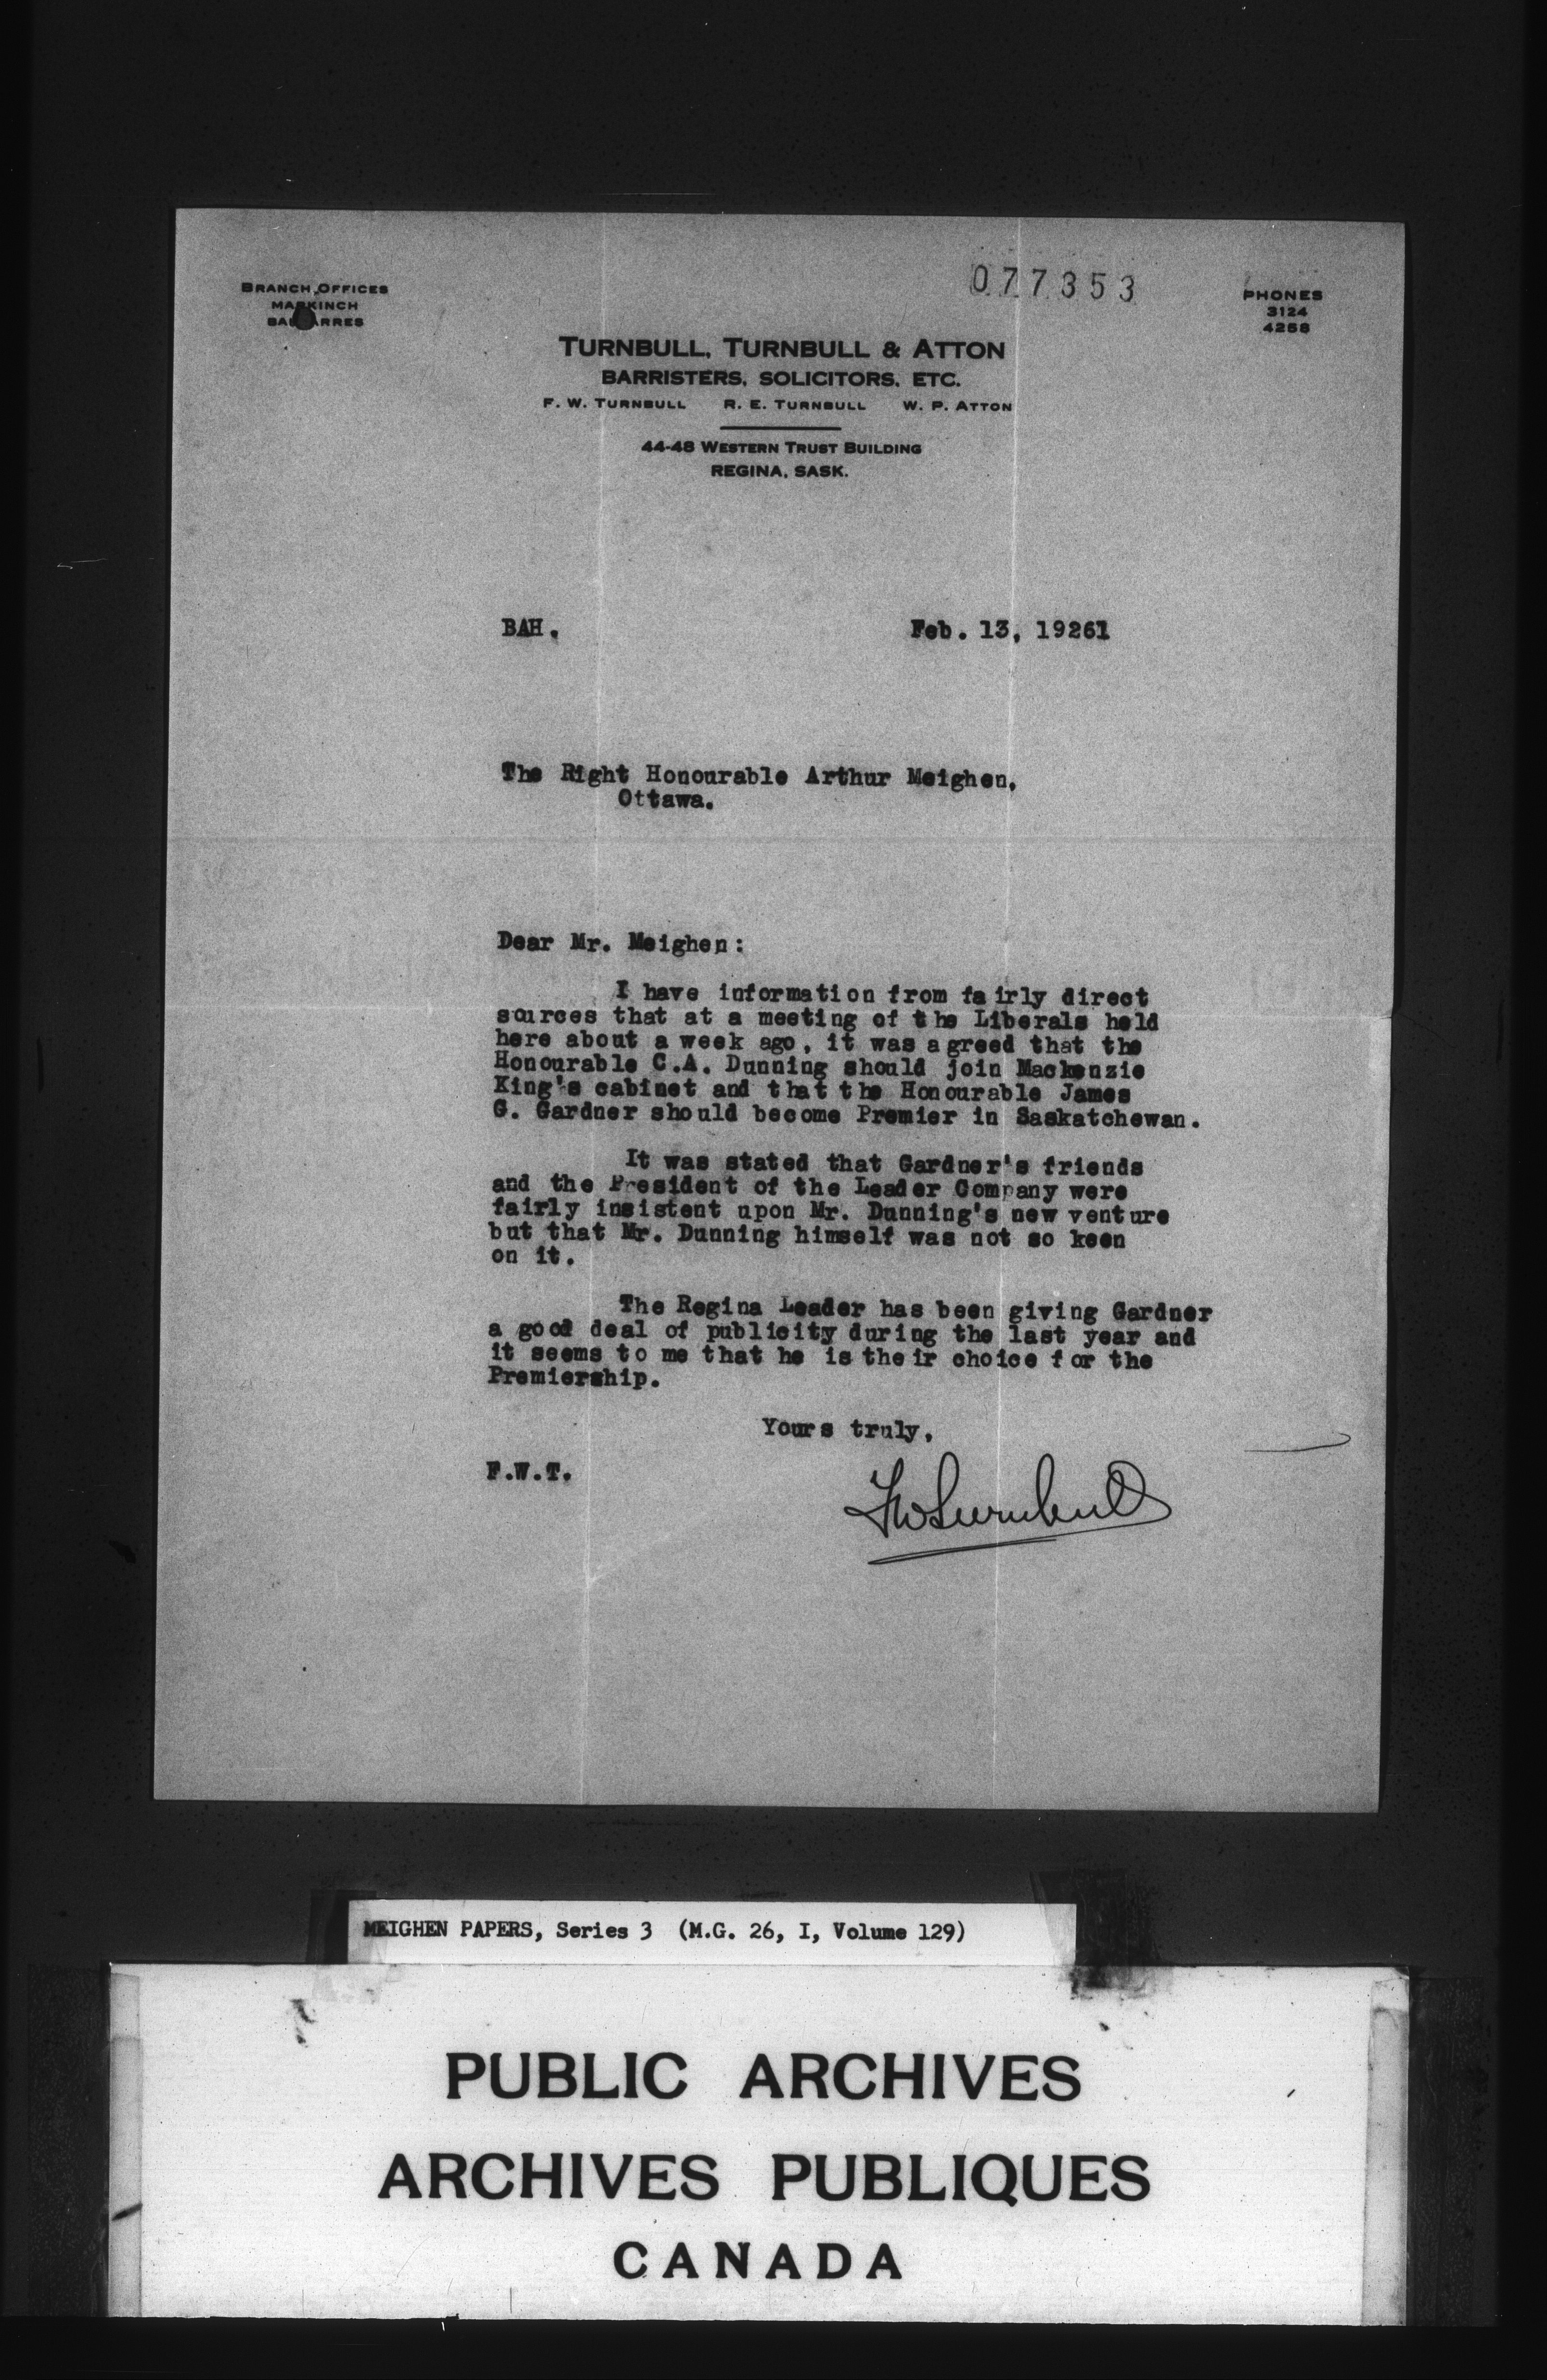 077353
BRANCH OFFICES
MARKINCH
PHONES
3124
4258
TURNBULL, TURNBULL & ATTON
BARRISTERS, SOLICITORS, ETC.
F. W. TURNBULL R. E. TURNBULL W. P. ATTON
44-48 WESTERN TRUST BUILDING
REGINA, SASK.
BAH. Feb. 13, 19261
The Right Honourable Arthur Meighen,
Ottawa.
Dear Mr. Meighen:
I have information from fairly direct
sources that at a meeting of the Liberals held
here about a week ago, it was agreed that the
Honourable C.A. Dunning should join Mackenzie
King's cabinet and that the Honourable James
G. Gardner should become Premier in Saskatchewan.
It was stated that Gardner's friends
and the President of the Leader Company were
fairly insistent upon Mr. Dunning's new venture
but that Mr. Dunning himself was not so keen
on it.
The Regina Leader has been giving Gardner
a good deal of publicity during the last year and
it seems to me that he is their choice for the
Premiership.
Yours truly,
F.W.T.
FWTurnbull
MEIGHEN PAPERS, Series 3 (M.G. 26, I, Volume 129)
PUBLIC ARCHIVES
ARCHIVES PUBLIQUES
CANADA